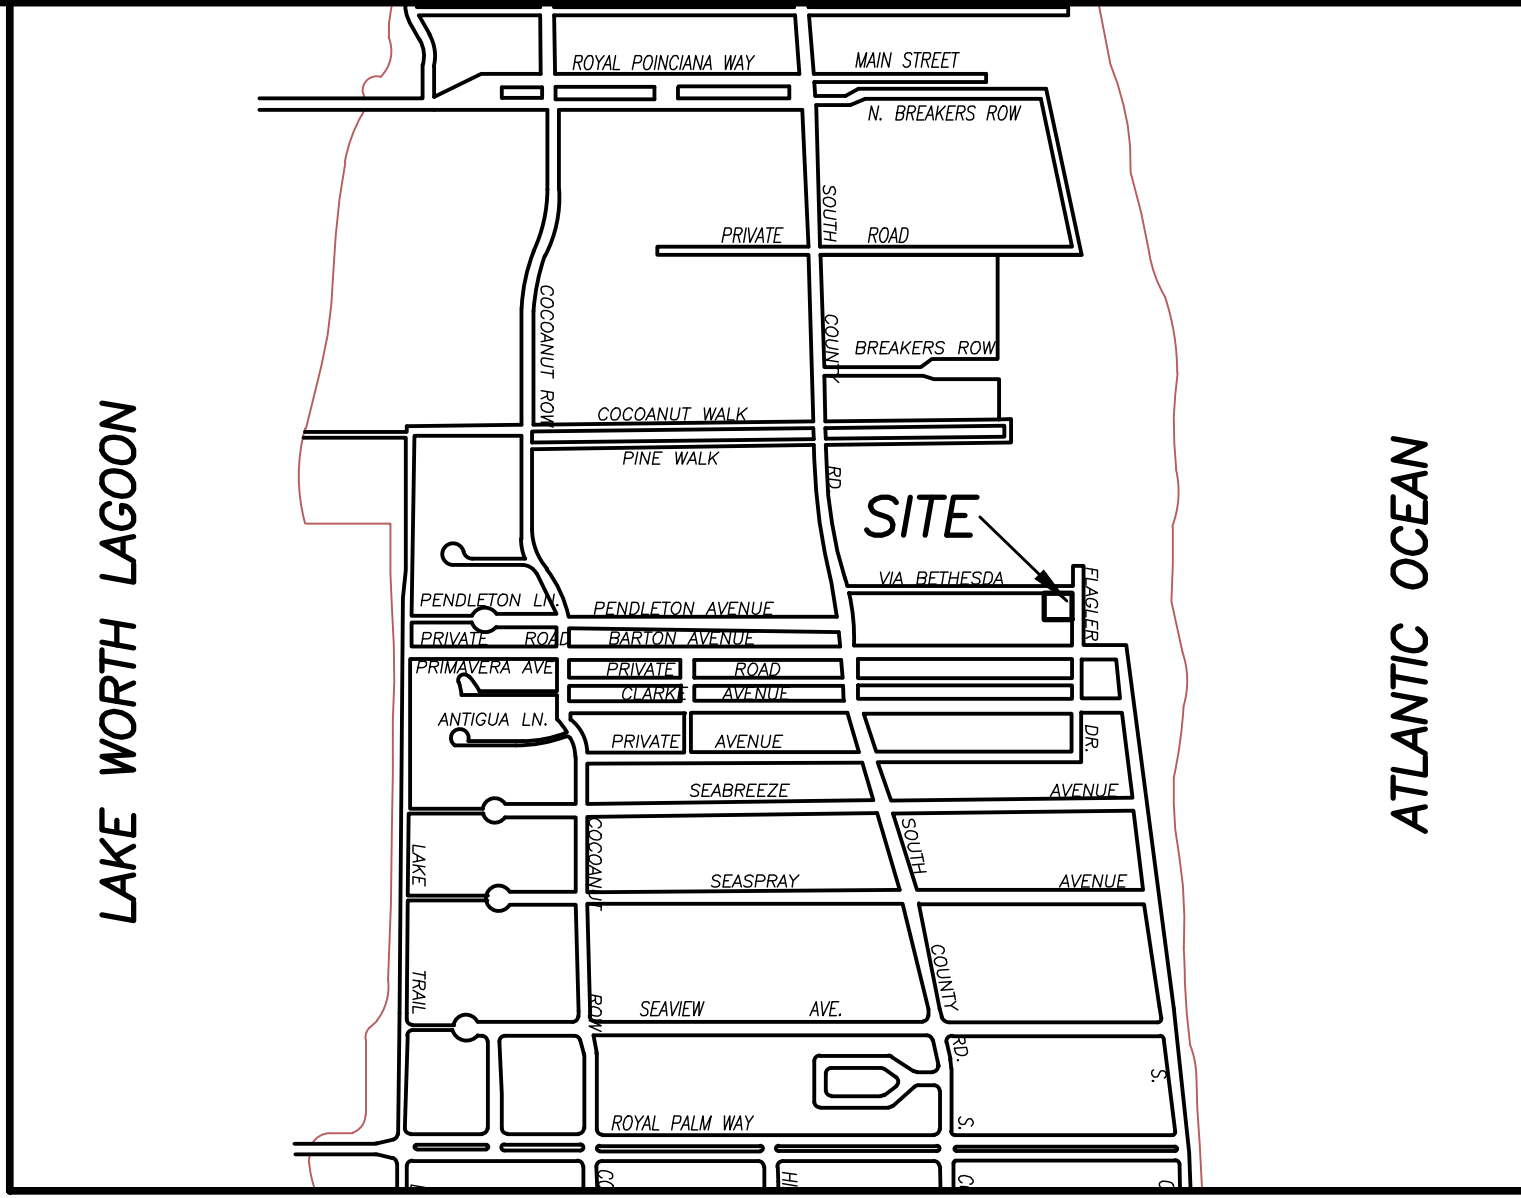 ROYAL POINCIANA WAY
MAIN STREET
N. BREAKERS ROW
SOUTH
PRIVATE ROAD
COCOANUT ROW
COUNTY
BREAKERS ROW
COCOANUT WALK
PINE WALK
RD.
LAKE WORTH LAGOON
ATLANTIC OCEAN
SITE
VIA BETHESDA
FLAGLER
PENDLETON LN.
PENDLETON AVENUE
PRIVATE ROAD
BARTON AVENUE
PRIMAVERA AVE
PRIVATE ROAD
CLARKE AVENUE
ANTIGUA LN.
PRIVATE AVENUE
DR.
SEABREEZE AVENUE
LAKE
COCOANUT
SOUTH
SEASPRAY AVENUE
TRAIL
ROW
COUNTY
SEAVIEW AVE.
RD.
S.
ROYAL PALM WAY
S.